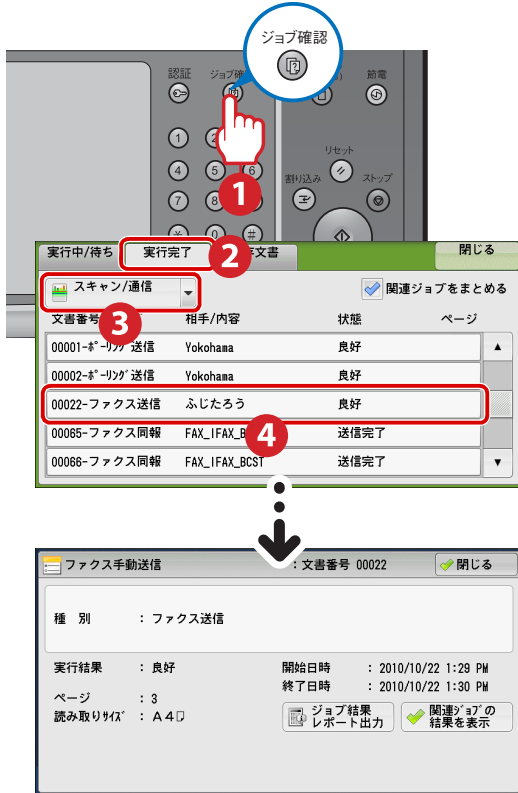 ジョブ確認
認証
節電
1
4
5
6
7
8
0
#
リセット
割り込み
ストップ
1
実行中/待ち
実行完了
2
文書
閉じる
スキャン/通信
関連ジョブをまとめる
3
文書番号
相手/内容
状態
ページ
00001-ﾎﾟｰﾘﾝｸﾞ送信 Yokohama 良好
00002-ﾎﾟｰﾘﾝｸﾞ送信 Yokohama 良好
00022-ファクス送信 ふじたろう 良好
00065-ファクス同報 送信完了
4
00066-ファクス同報 FAX_IFAX_BCST 送信完了
ファクス手動送信
: 文書番号 00022
閉じる
種 別 : ファクス送信
実行結果 : 良好
開始日時 : 2010/10/22 1:29 PM
終了日時 : 2010/10/22 1:30 PM
ページ : 3
読み取りｻｲｽﾞ : A4
ジョブ結果
レポート出力
関連ｼﾞｮﾌﾞの
結果を表示